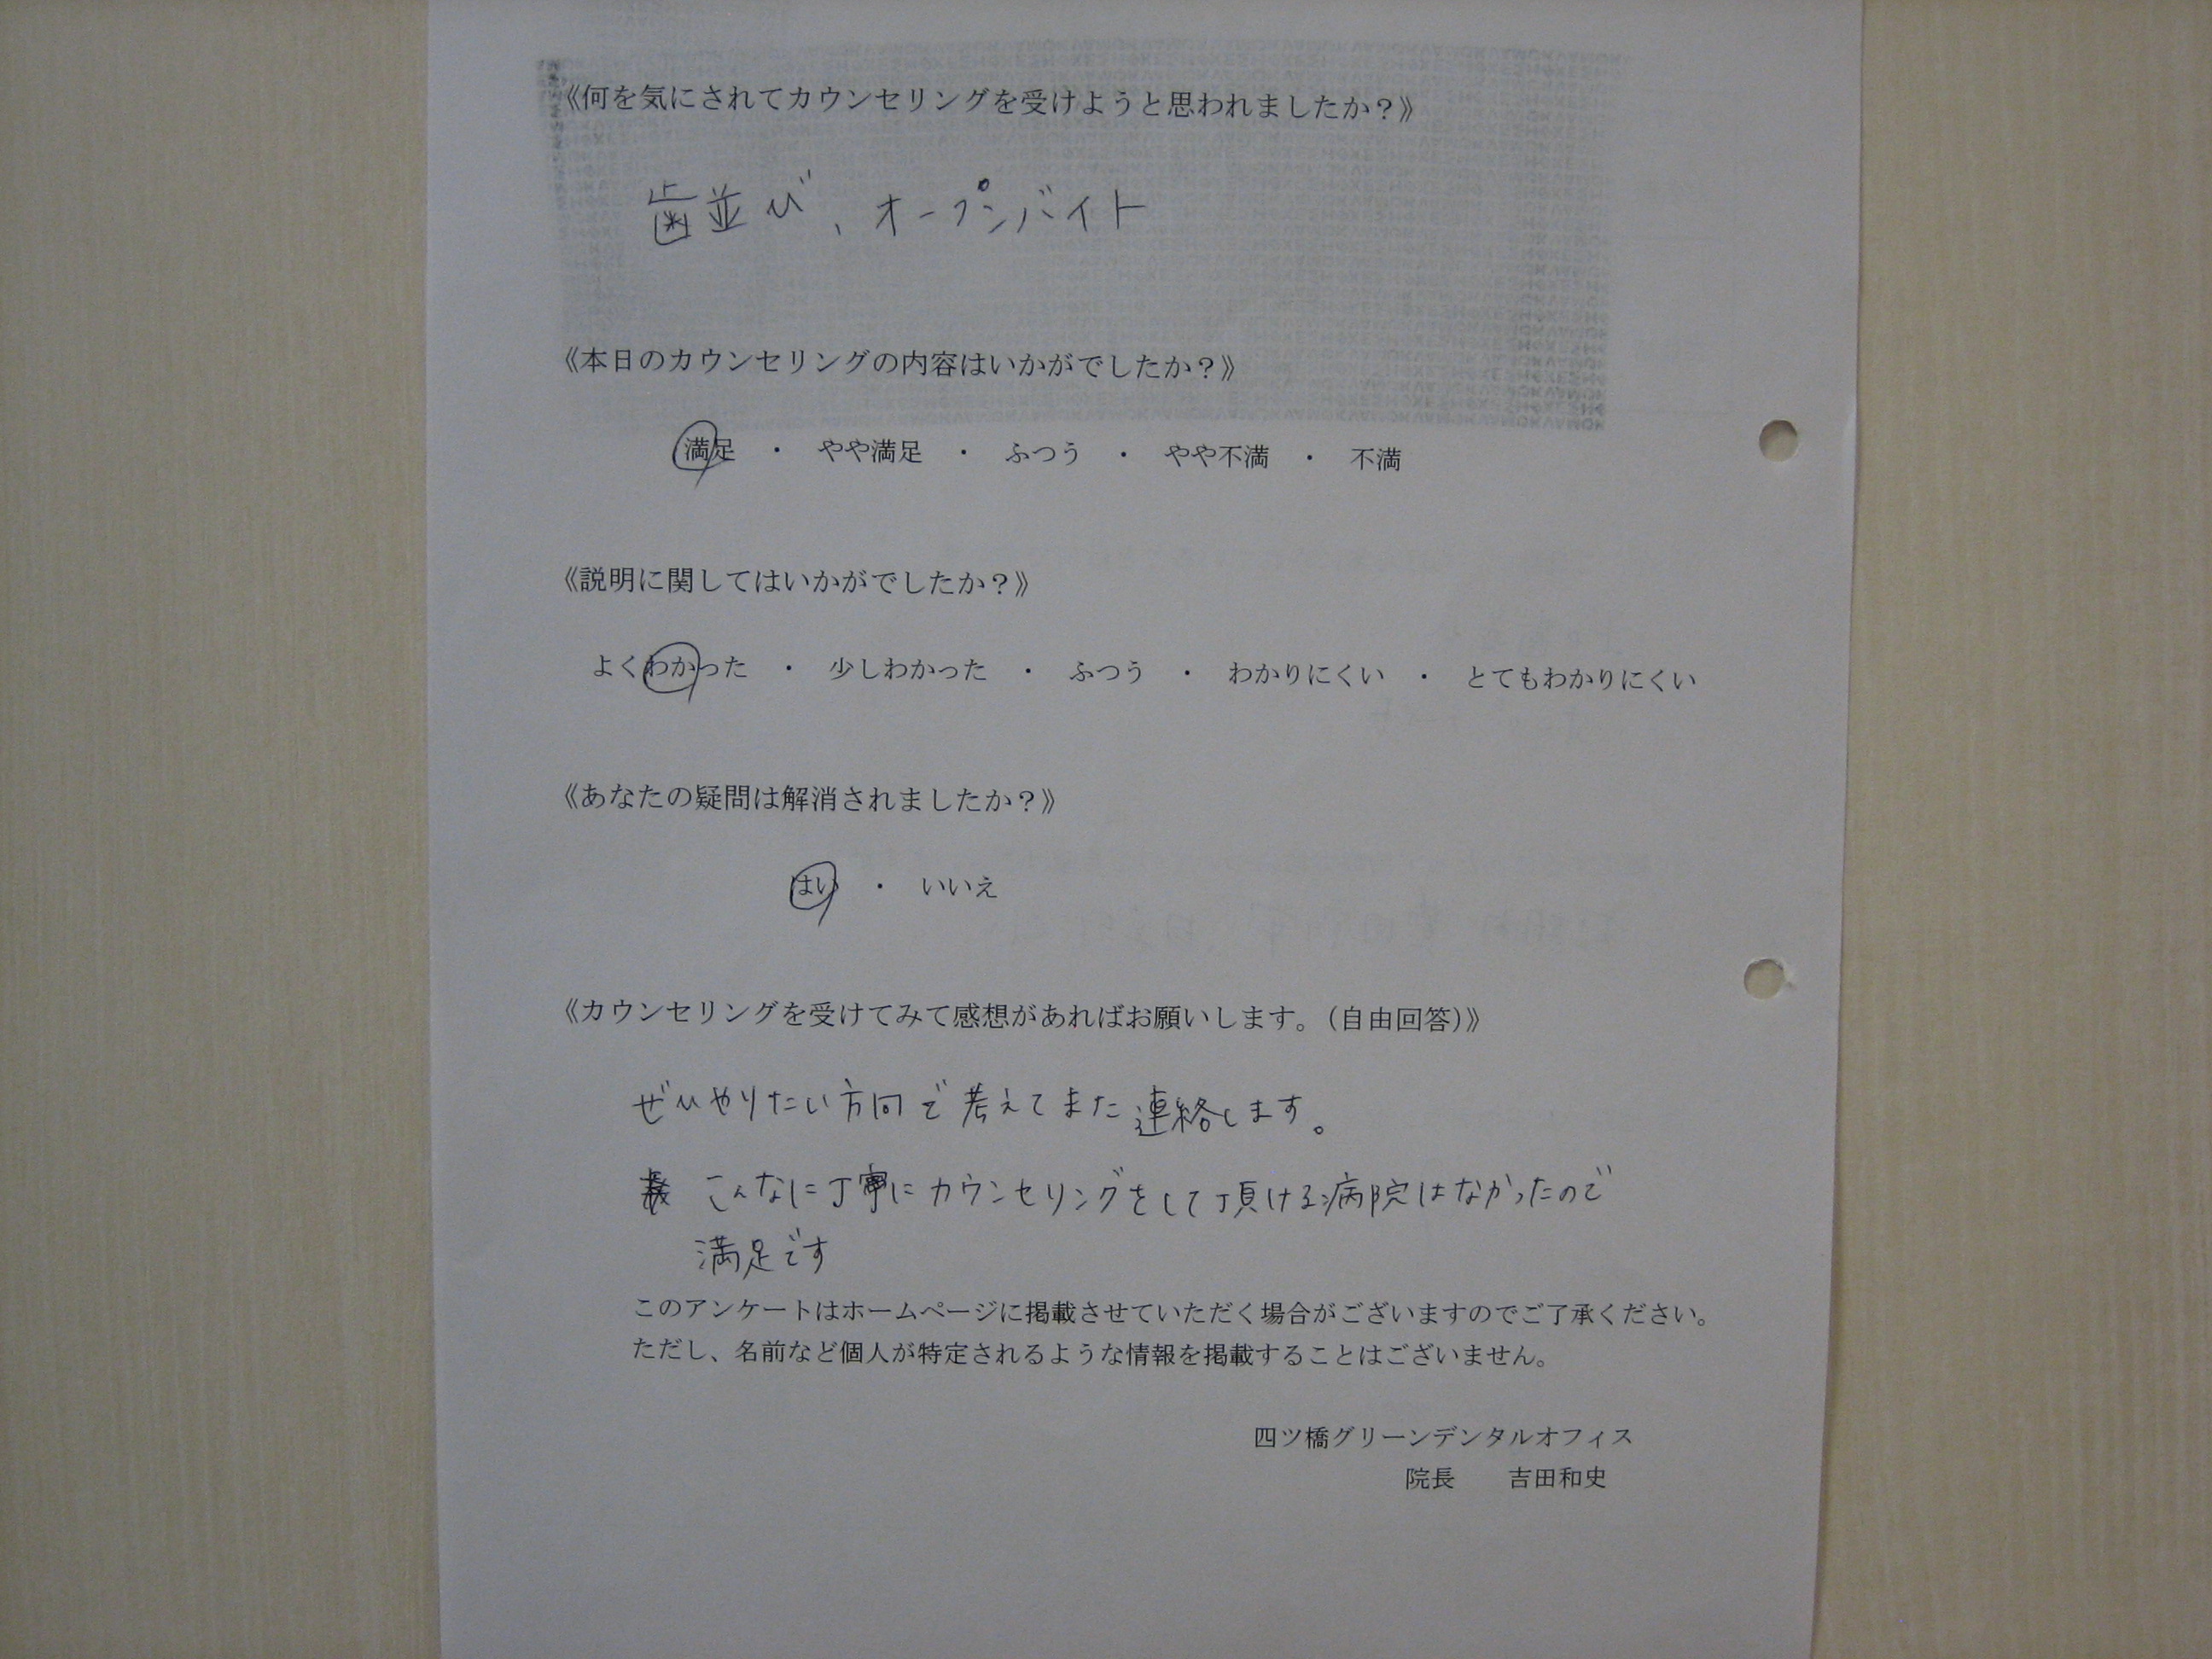 《何を気にされてカウンセリングを受けようと思われましたか？》
歯並び、オープンバイト
《本日のカウンセリングの内容はいかがでしたか？》
満足 ・ やや満足 ・ ふつう ・ やや不満 ・ 不満
《説明に関してはいかがでしたか？》
よくわかった ・ 少しわかった ・ ふつう ・ わかりにくい ・ とてもわかりにくい
《あなたの疑問は解消されましたか？》
はい ・ いいえ
《カウンセリングを受けてみて感想があればお願いします。（自由回答）》
ぜひやりたい方向で考えてまた連絡します。
こんなに丁寧にカウンセリングをして頂ける病院はなかったので
満足です
このアンケートはホームページに掲載させていただく場合がございますのでご了承ください。
ただし、名前など個人が特定されるような情報を掲載することはございません。
四ツ橋グリーンデンタルオフィス
院長　吉田和史